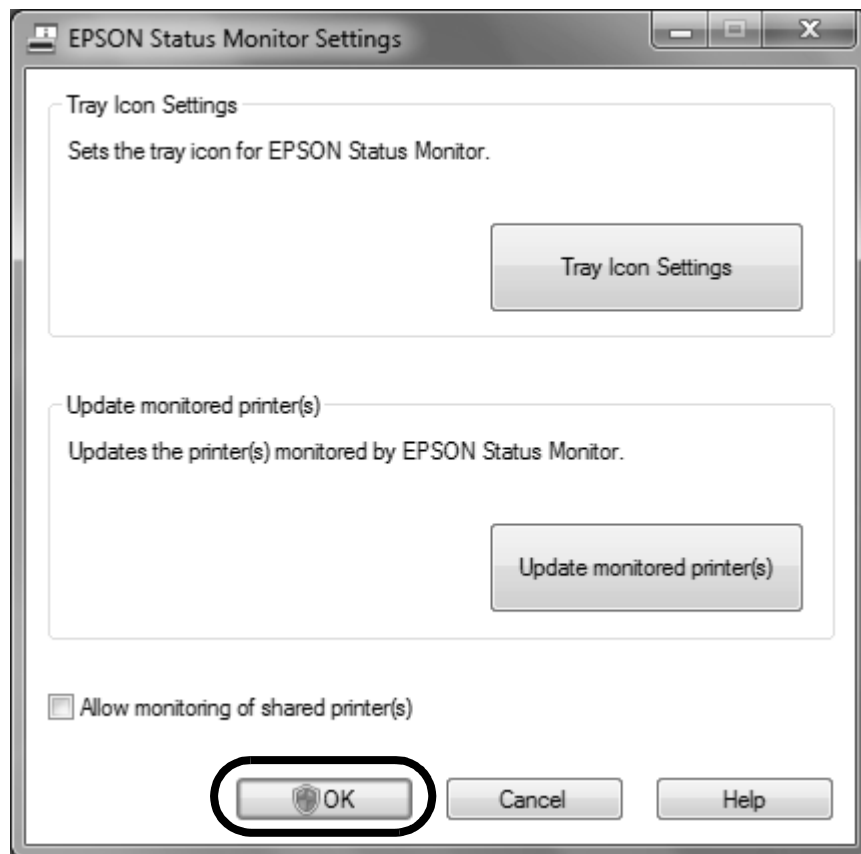 EPSON Status Monitor Settings
Tray Icon Settings
Sets the tray icon for EPSON Status Monitor.
Tray Icon Settings
Update monitored printer(s)
Updates the printer(s) monitored by EPSON Status Monitor.
Update monitored printer(s)
Allow monitoring of shared printer(s)
OK Cancel Help